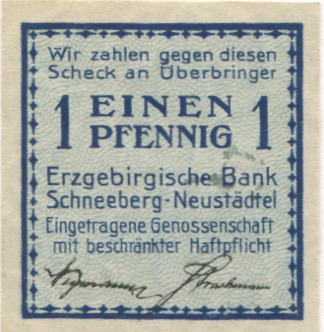 Wir zahlen gegen diesen
Scheck an Überbringer
1 EINEN 1
PFENNIG
Erzgebirgische Bank
Schneeberg-Neustädtel
Eingetragene Genossenschaft
mit beschränkter Haftpflicht